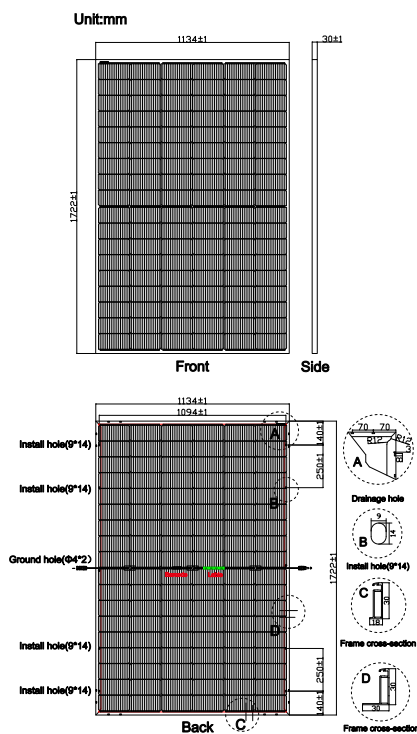 Unit:mm
1134±1
30±1
1722±1
Front
Side
1134±1
1094±1
Install hole(9*14)
Install hole(9*14)
Ground hole(Φ4*2)
Install hole(9*14)
Install hole(9*14)
A
B
D
C
140±1
250±1
1722±1
250±1
140±1
Back
70 70
R12
A
Drainage hole
9
B
14
Install hole(9*14)
C
30
18
Frame cross-section
D
30
30
Frame cross-section